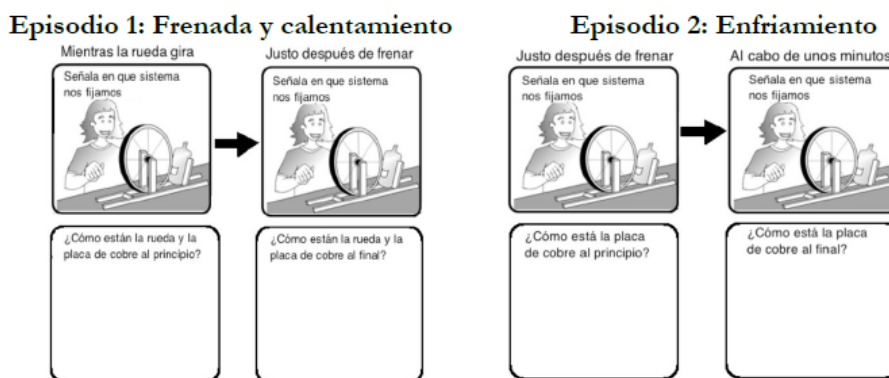 Episodio 1: Frenada y calentamiento
Mientras la rueda gira
Señala en que sistema
nos fijamos
¿Cómo están la rueda y la
placa de cobre al principio?
Justo después de frenar
Señala en que sistema
nos fijamos
¿Cómo están la rueda y la
placa de cobre al final?
Episodio 2: Enfriamiento
Justo después de frenar
Señala en que sistema
nos fijamos
¿Cómo está la placa
de cobre al principio?
Al cabo de unos minutos
Señala en que sistema
nos fijamos
¿Cómo está la placa
de cobre al final?